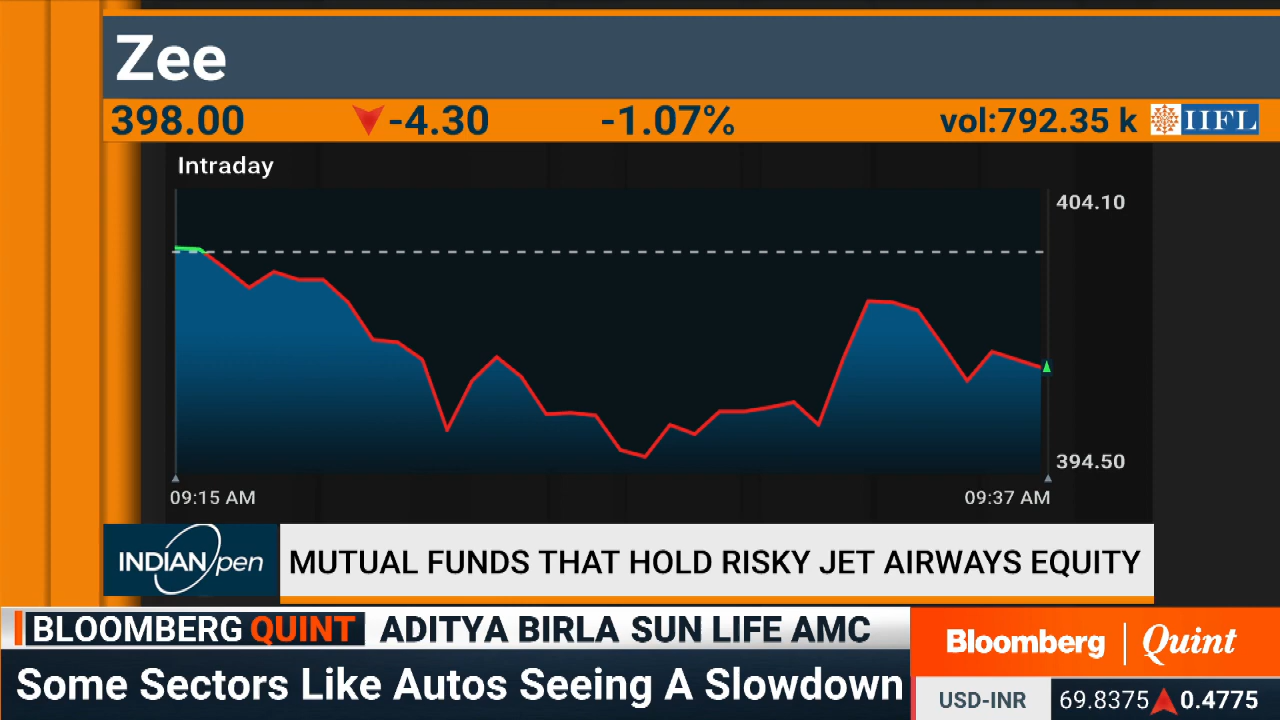 Zee
398.00 -4.30 -1.07% vol:792.35 k IIFL
Intraday
404.10
394.50
09:15 AM 09:37 AM
INDIAN Open MUTUAL FUNDS THAT HOLD RISKY JET AIRWAYS EQUITY
BLOOMBERG QUINT ADITYA BIRLA SUN LIFE AMC
Bloomberg | Quint
Some Sectors Like Autos Seeing A Slowdown
USD-INR 69.8375 0.4775